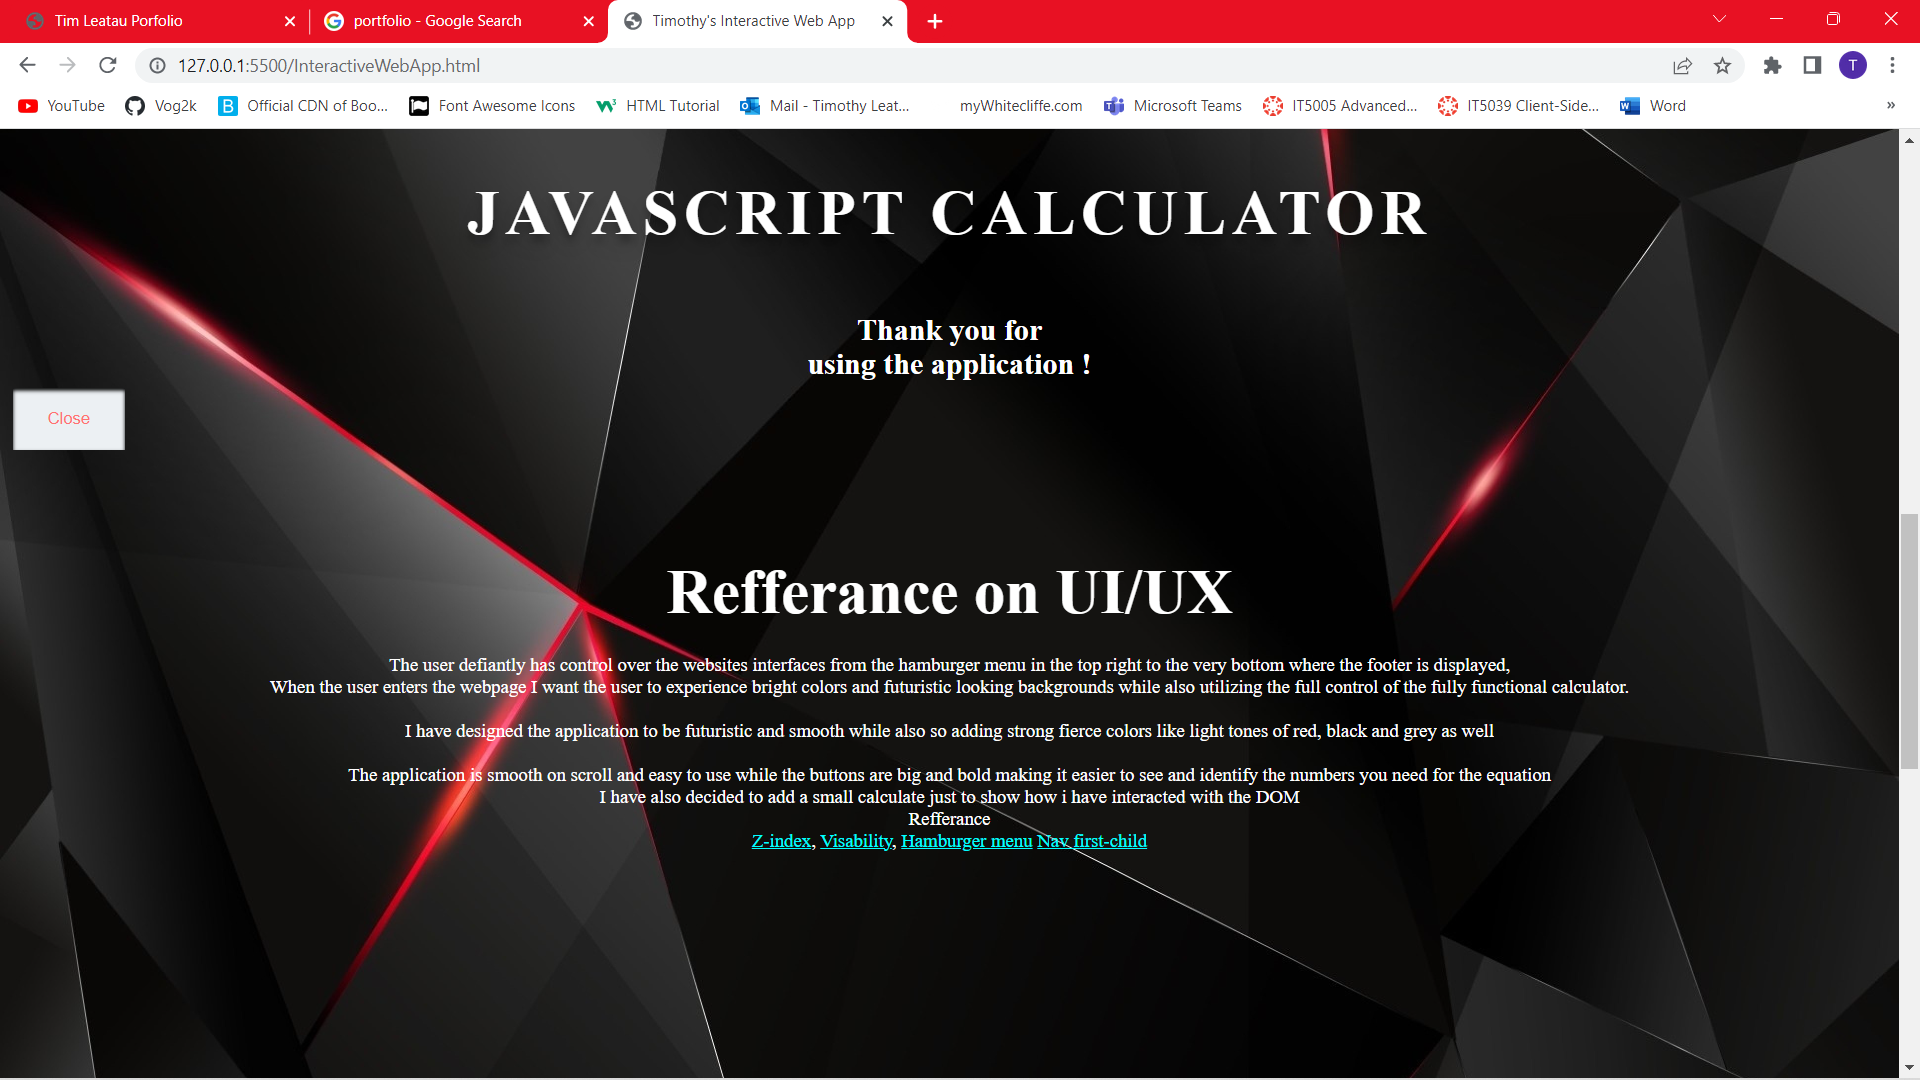 Tim Leatau Porfolio
portfolio - Google Search
Timothy's Interactive Web App
127.0.0.1:5500/InteractiveWebApp.html
T
YouTube
Vog2k
B Official CDN of Boo...
Font Awesome Icons
HTML Tutorial
Mail - Timothy Leat...
myWhitecliffe.com
Microsoft Teams
IT5005 Advanced...
IT5039 Client-Side...
Word
»
JAVASCRIPT CALCULATOR
Thank you for
using the application !
Close
Refferance on UI/UX
The user defiantly has control over the websites interfaces from the hamburger menu in the top right to the very bottom where the footer is displayed,
When the user enters the webpage I want the user to experience bright colors and futuristic looking backgrounds while also utilizing the full control of the fully functional calculator.
I have designed the application to be futuristic and smooth while also so adding strong fierce colors like light tones of red, black and grey as well
The application is smooth on scroll and easy to use while the buttons are big and bold making it easier to see and identify the numbers you need for the equation
I have also decided to add a small calculate just to show how i have interacted with the DOM
Refferance
Z-index, Visability, Hamburger menu Nav first-child